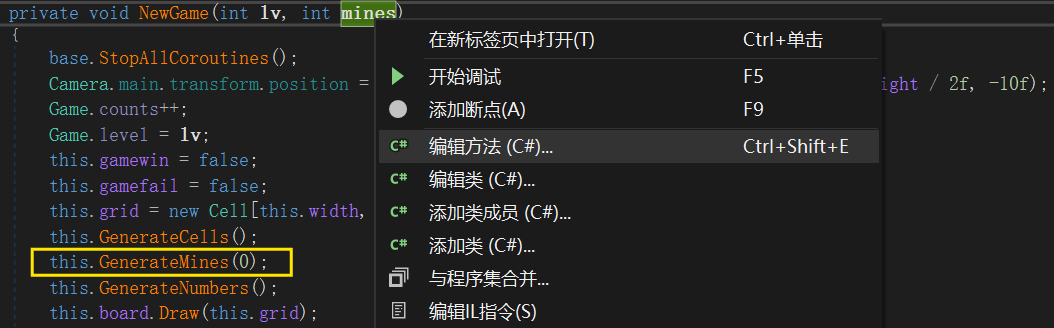 private void NewGame(int lv, int mines)
{
base.StopAllCoroutines();
Camera.main.transform.position = ight / 2f, -10f);
Game.counts++;
Game.level = lv;
this.gamewin = false;
this.gamefail = false;
this.grid = new Cell[this.width,
this.GenerateCells();
this.GenerateMines(0);
this.GenerateNumbers();
this.board.Draw(this.grid);
在新标签页中打开(T) Ctrl+单击
开始调试 F5
添加断点(A) F9
C# 编辑方法 (C#)... Ctrl+Shift+E
C# 编辑类 (C#)...
C# 添加类成员 (C#)...
C# 添加类 (C#)...
与程序集合并...
编辑IL指令(S)